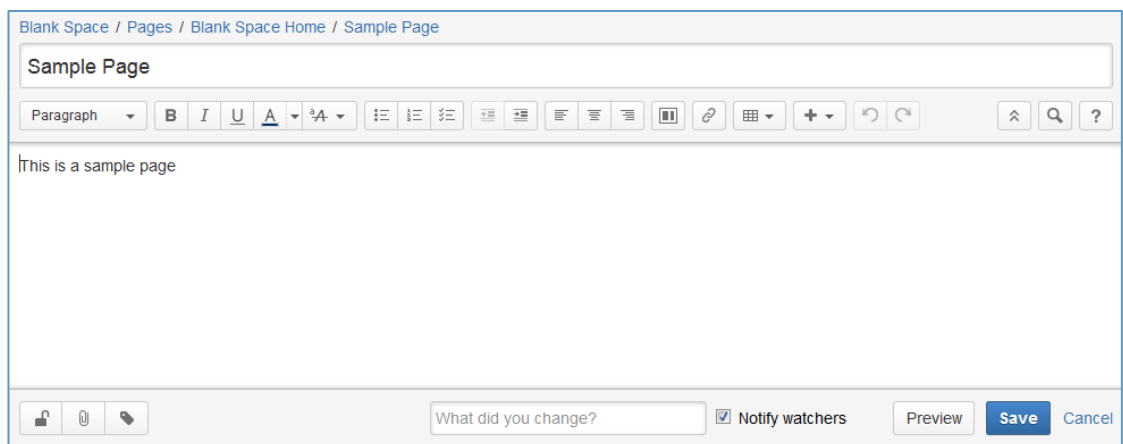 Blank Space / Pages / Blank Space Home / Sample Page
Sample Page
Paragraph B I U A ᵃA ?
This is a sample page
What did you change? Notify watchers Preview Save Cancel